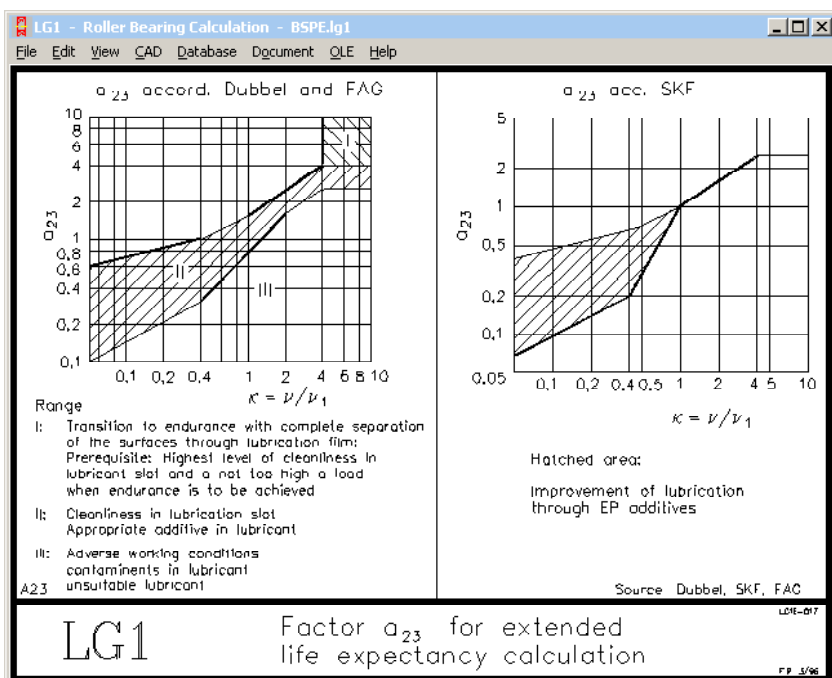 LG1 - Roller Bearing Calculation - BSPE.lg1
File Edit View CAD Database Document OLE Help
a23 accord. Dubbel and FAG
10
8
6
4
2
1
0,8
0,6
0,4
0,2
0,1
a23
I
II
III
0,1 0,2 0,4 1 2 4 6 8 10
κ = ν/ν1
Range
I: Transition to endurance with complete separation
of the surfaces through lubrication film;
Prerequisite: Highest level of cleanliness in
lubricant slot and a not too high a load
when endurance is to be achieved
II: Cleanliness in lubrication slot
Appropriate additive in lubricant
III: Adverse working conditions
contaminents in lubricant
unsuitable lubricant
A23
a23 acc. SKF
5
2
1
0,5
0,2
0,1
0.05
a23
0,1 0,2 0.4 0,5 1 2 4 5 10
κ = ν/ν1
Hatched area:
Improvement of lubrication
through EP additives
Source Dubbel, SKF, FAG
LG1
Factor a23 for extended
life expectancy calculation
LG1E-017
FP 3/96